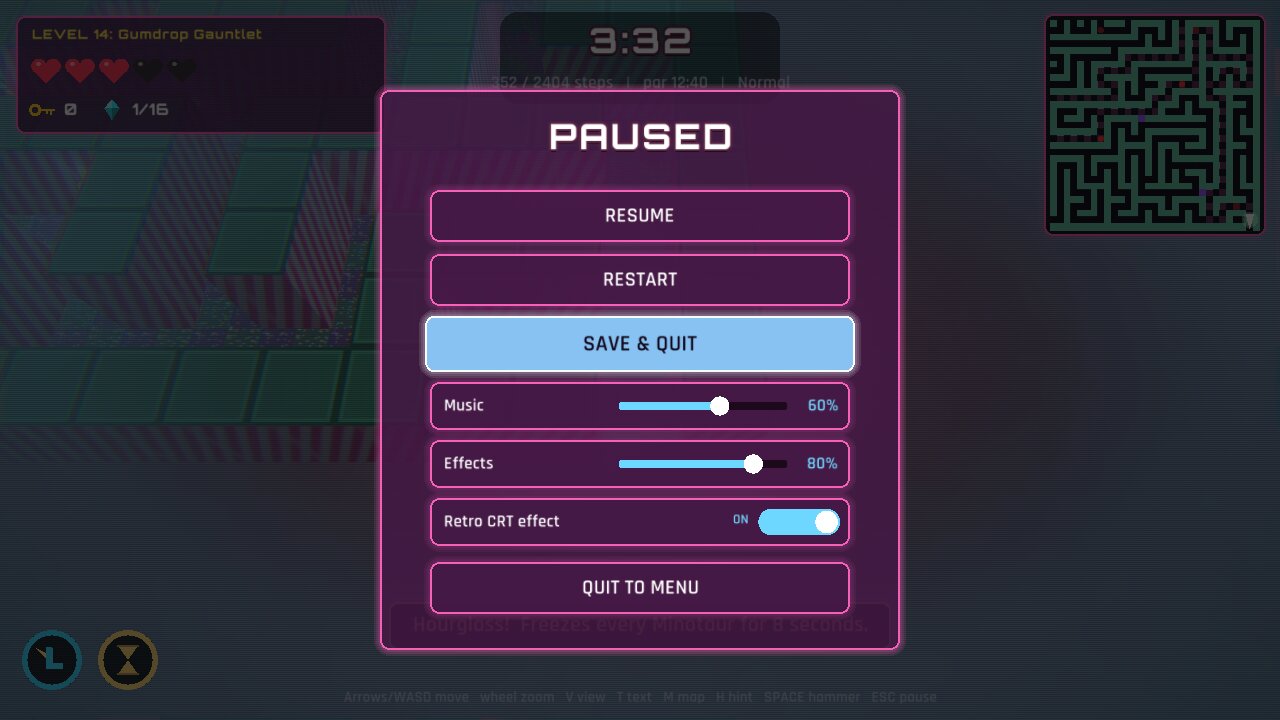 LEVEL 14: Gumdrop Gauntlet
0 1/16
3:32
352 / 2404 steps | par 12:40 | Normal
PAUSED
RESUME
RESTART
SAVE & QUIT
Music 60%
Effects 80%
Retro CRT effect ON
QUIT TO MENU
Hourglass! Freezes every Minotaur for 8 seconds.
L
Arrows/WASD move wheel zoom V view T text M map H hint SPACE hammer ESC pause